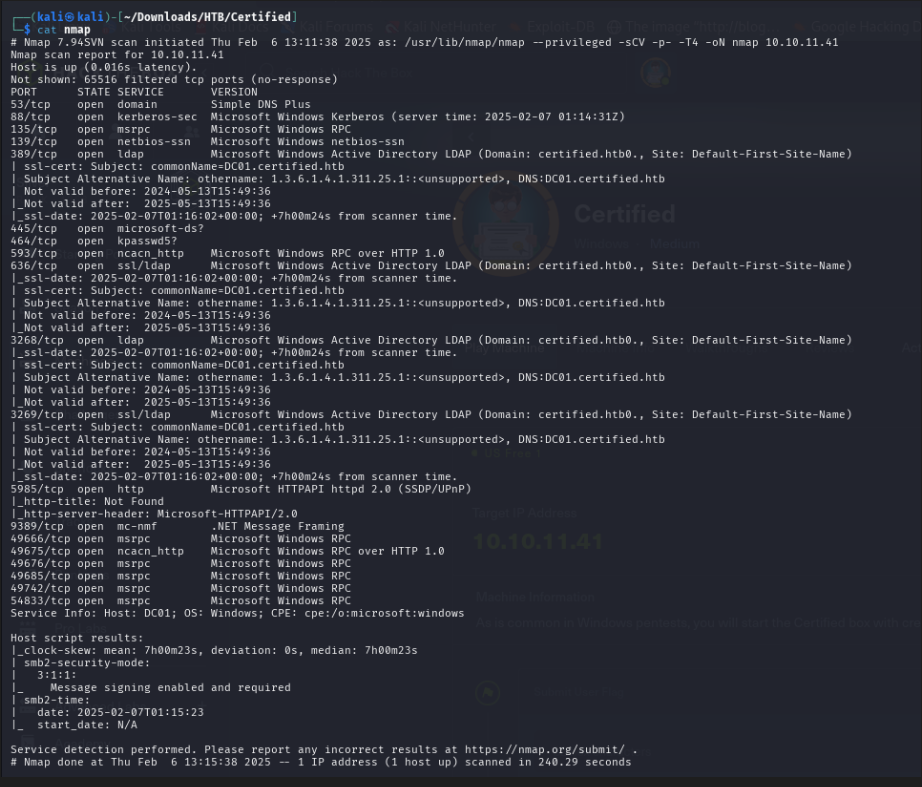 ┌──(kali㉿kali)-[~/Downloads/HTB/Certified]
└─$ cat nmap
# Nmap 7.94SVN scan initiated Thu Feb  6 13:11:38 2025 as: /usr/lib/nmap/nmap --privileged -sCV -p- -T4 -oN nmap 10.10.11.41
Nmap scan report for 10.10.11.41
Host is up (0.016s latency).
Not shown: 65516 filtered tcp ports (no-response)
PORT      STATE SERVICE       VERSION
53/tcp    open  domain        Simple DNS Plus
88/tcp    open  kerberos-sec  Microsoft Windows Kerberos (server time: 2025-02-07 01:14:31Z)
135/tcp   open  msrpc         Microsoft Windows RPC
139/tcp   open  netbios-ssn   Microsoft Windows netbios-ssn
389/tcp   open  ldap          Microsoft Windows Active Directory LDAP (Domain: certified.htb0., Site: Default-First-Site-Name)
| ssl-cert: Subject: commonName=DC01.certified.htb
| Subject Alternative Name: othername: 1.3.6.1.4.1.311.25.1::<unsupported>, DNS:DC01.certified.htb
| Not valid before: 2024-05-13T15:49:36
|_Not valid after:  2025-05-13T15:49:36
|_ssl-date: 2025-02-07T01:16:02+00:00; +7h00m24s from scanner time.
445/tcp   open  microsoft-ds?
464/tcp   open  kpasswd5?
593/tcp   open  ncacn_http    Microsoft Windows RPC over HTTP 1.0
636/tcp   open  ssl/ldap      Microsoft Windows Active Directory LDAP (Domain: certified.htb0., Site: Default-First-Site-Name)
|_ssl-date: 2025-02-07T01:16:02+00:00; +7h00m24s from scanner time.
| ssl-cert: Subject: commonName=DC01.certified.htb
| Subject Alternative Name: othername: 1.3.6.1.4.1.311.25.1::<unsupported>, DNS:DC01.certified.htb
| Not valid before: 2024-05-13T15:49:36
|_Not valid after:  2025-05-13T15:49:36
3268/tcp  open  ldap          Microsoft Windows Active Directory LDAP (Domain: certified.htb0., Site: Default-First-Site-Name)
|_ssl-date: 2025-02-07T01:16:02+00:00; +7h00m24s from scanner time.
| ssl-cert: Subject: commonName=DC01.certified.htb
| Subject Alternative Name: othername: 1.3.6.1.4.1.311.25.1::<unsupported>, DNS:DC01.certified.htb
| Not valid before: 2024-05-13T15:49:36
|_Not valid after:  2025-05-13T15:49:36
3269/tcp  open  ssl/ldap      Microsoft Windows Active Directory LDAP (Domain: certified.htb0., Site: Default-First-Site-Name)
| ssl-cert: Subject: commonName=DC01.certified.htb
| Subject Alternative Name: othername: 1.3.6.1.4.1.311.25.1::<unsupported>, DNS:DC01.certified.htb
| Not valid before: 2024-05-13T15:49:36
|_Not valid after:  2025-05-13T15:49:36
|_ssl-date: 2025-02-07T01:16:02+00:00; +7h00m24s from scanner time.
5985/tcp  open  http          Microsoft HTTPAPI httpd 2.0 (SSDP/UPnP)
|_http-title: Not Found
|_http-server-header: Microsoft-HTTPAPI/2.0
9389/tcp  open  mc-nmf        .NET Message Framing
49666/tcp open  msrpc         Microsoft Windows RPC
49675/tcp open  ncacn_http    Microsoft Windows RPC over HTTP 1.0
49676/tcp open  msrpc         Microsoft Windows RPC
49685/tcp open  msrpc         Microsoft Windows RPC
49742/tcp open  msrpc         Microsoft Windows RPC
54833/tcp open  msrpc         Microsoft Windows RPC
Service Info: Host: DC01; OS: Windows; CPE: cpe:/o:microsoft:windows
Host script results:
|_clock-skew: mean: 7h00m23s, deviation: 0s, median: 7h00m23s
| smb2-security-mode:
|   3:1:1:
|_    Message signing enabled and required
| smb2-time:
|   date: 2025-02-07T01:15:23
|_  start_date: N/A
Service detection performed. Please report any incorrect results at https://nmap.org/submit/ .
# Nmap done at Thu Feb  6 13:15:38 2025 -- 1 IP address (1 host up) scanned in 240.29 seconds
Certified
Windows
Medium
Target IP Address
10.10.11.41
Machine Information